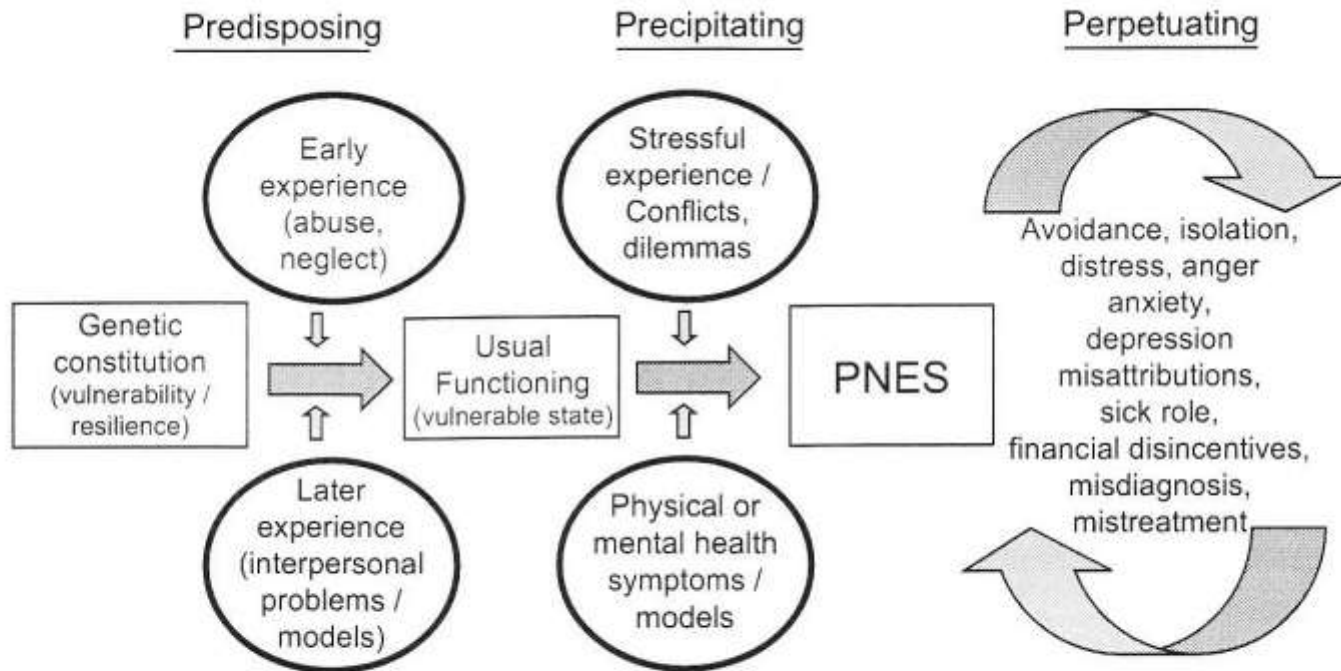 Predisposing
Precipitating
Perpetuating
Early
experience
(abuse,
neglect)
Stressful
experience /
Conflicts,
dilemmas
Genetic
constitution
(vulnerability /
resilience)
Usual
Functioning
(vulnerable state)
PNES
Later
experience
(interpersonal
problems /
models)
Physical or
mental health
symptoms /
models
Avoidance, isolation,
distress, anger
anxiety,
depression
misattributions,
sick role,
financial disincentives,
misdiagnosis,
mistreatment